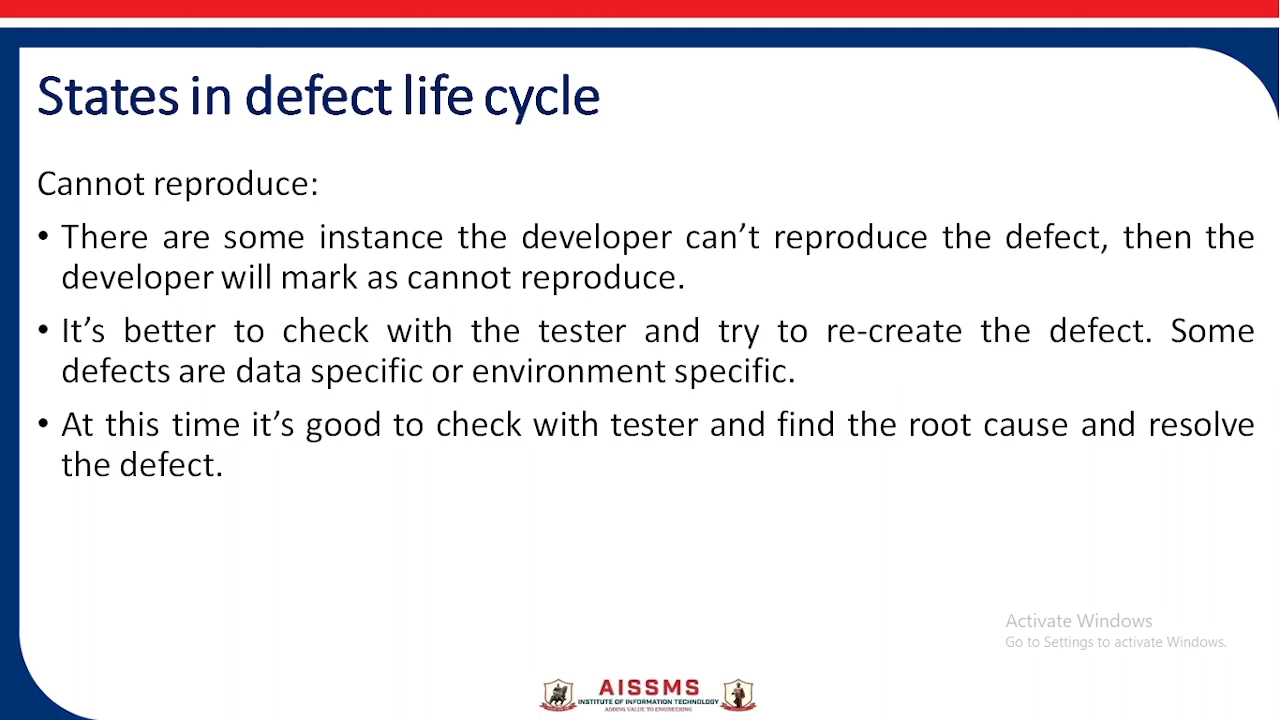 States in defect life cycle
Cannot reproduce:
• There are some instance the developer can’t reproduce the defect, then the
developer will mark as cannot reproduce.
• It’s better to check with the tester and try to re-create the defect. Some
defects are data specific or environment specific.
• At this time it’s good to check with tester and find the root cause and resolve
the defect.
Activate Windows
Go to Settings to activate Windows.
AISSMS
INSTITUTE OF INFORMATION TECHNOLOGY
ADDING VALUE TO ENGINEERING